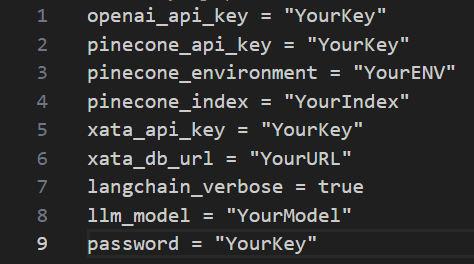 1 openai_api_key = "YourKey"
2 pinecone_api_key = "YourKey"
3 pinecone_environment = "YourENV"
4 pinecone_index = "YourIndex"
5 xata_api_key = "YourKey"
6 xata_db_url = "YourURL"
7 langchain_verbose = true
8 llm_model = "YourModel"
9 password = "YourKey"